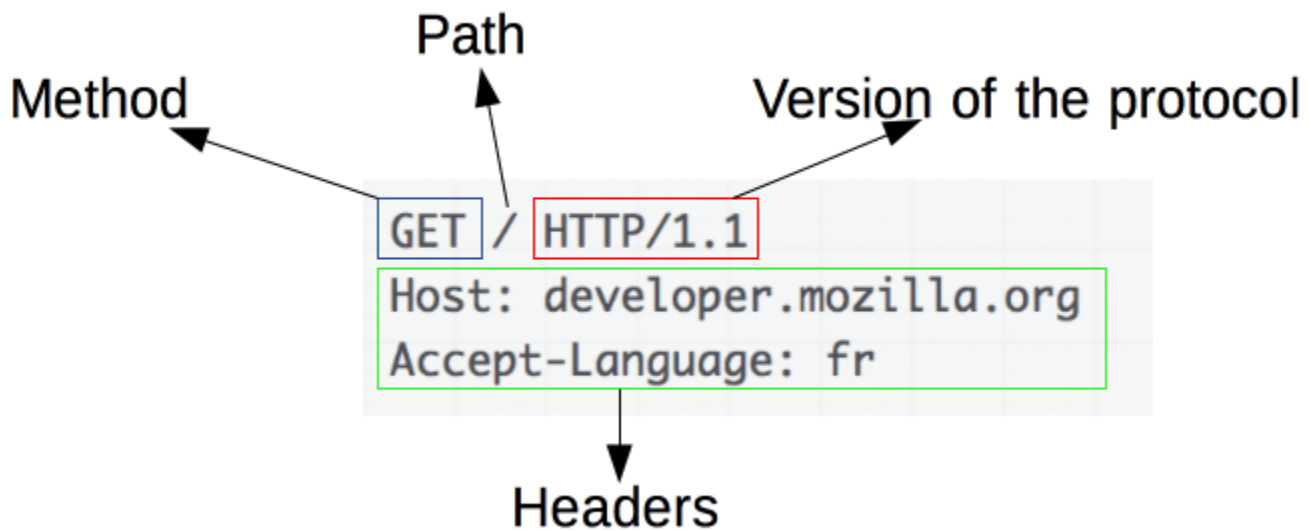 Path
Method
Version of the protocol
GET / HTTP/1.1
Host: developer.mozilla.org
Accept-Language: fr
Headers